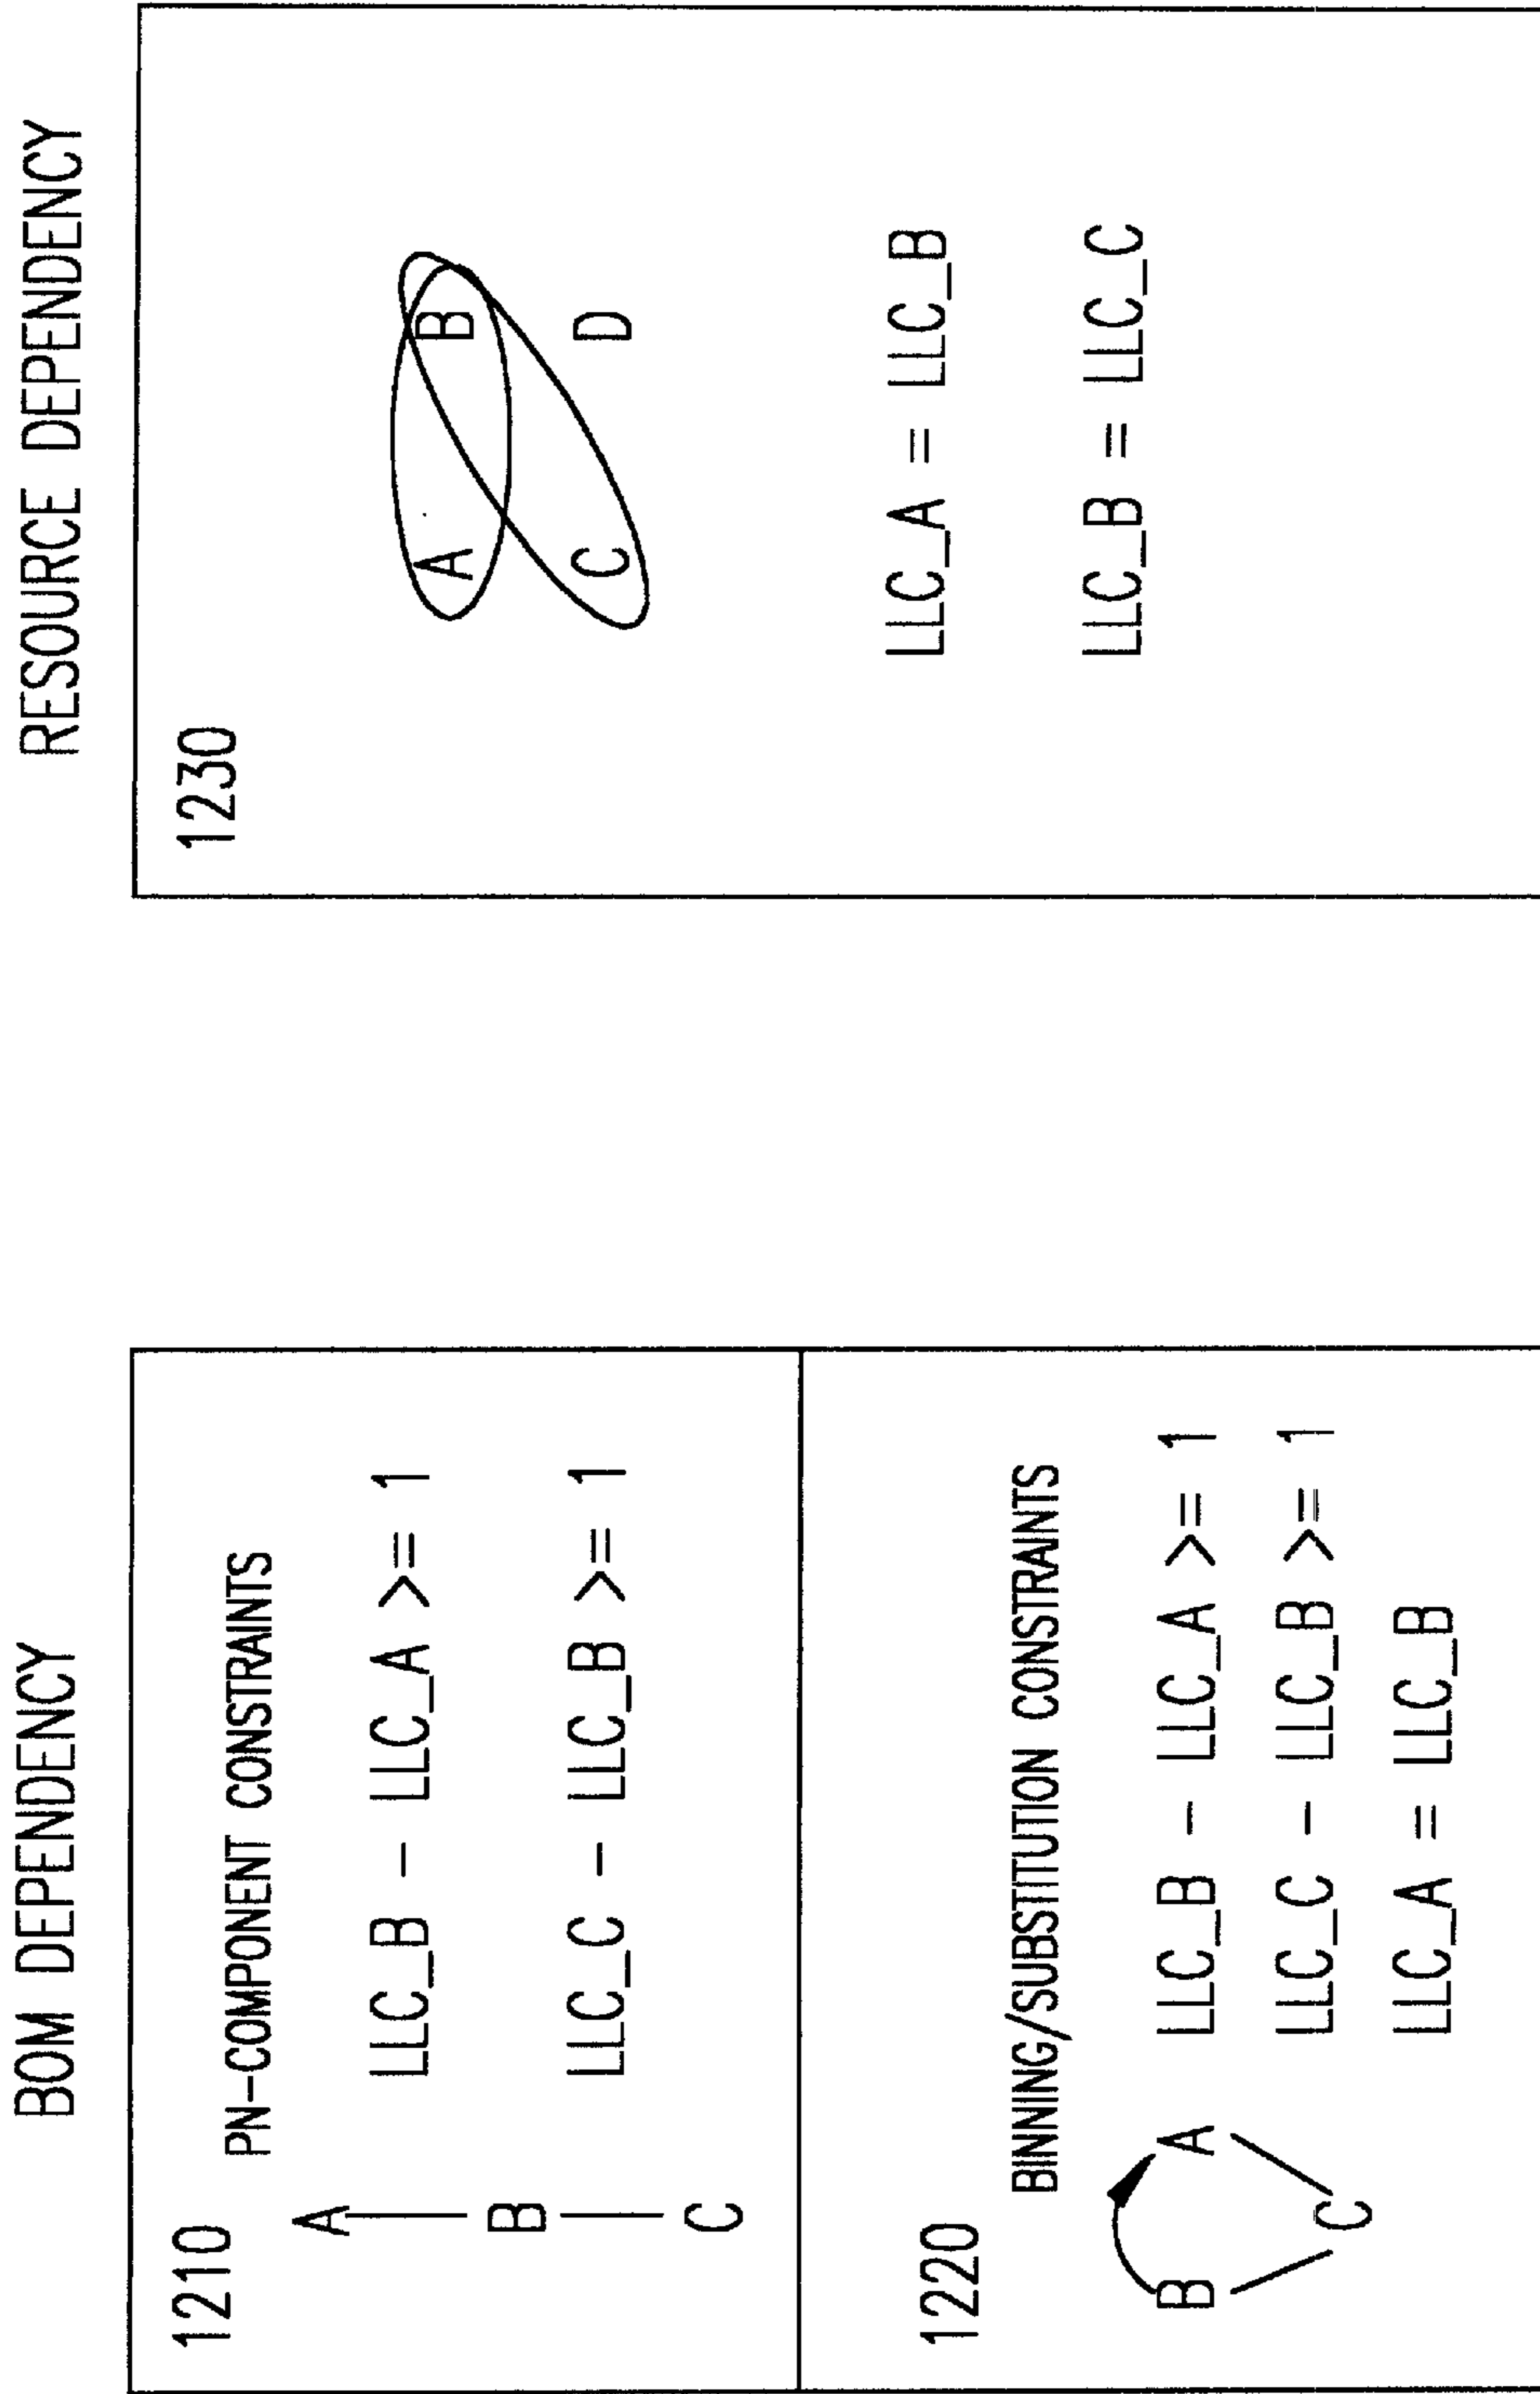 BOM DEPENDENCY
1210
PN-COMPONENT CONSTRAINTS
A
B
C
LLC_B - LLC_A >= 1
LLC_C - LLC_B >= 1
1220
BINNING/SUBSTITUTION CONSTRAINTS
B A
C
LLC_B - LLC_A >= 1
LLC_C - LLC_B >= 1
LLC_A = LLC_B
RESOURCE DEPENDENCY
1230
A B
C D
LLC_A = LLC_B
LLC_B = LLC_C